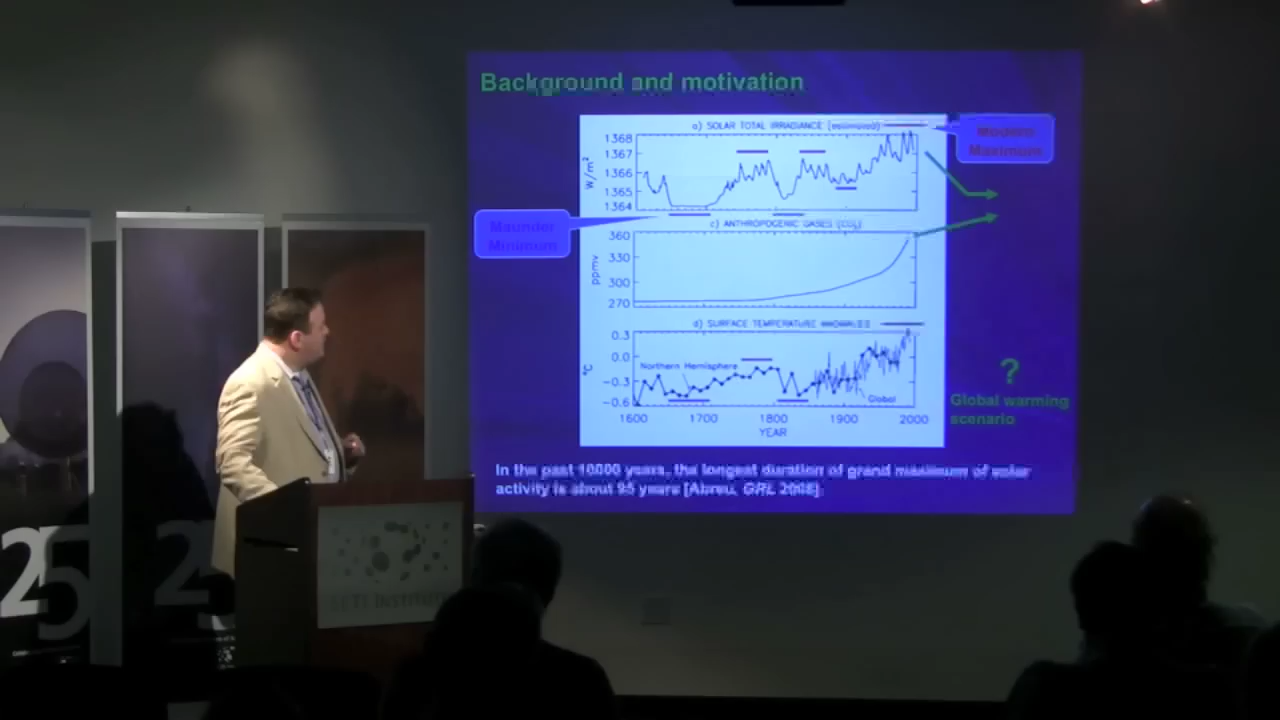 Background and motivation
a) SOLAR TOTAL IRRADIANCE (estimated)
1368
1367
1366
1365
1364
W/m²
Modern
Maximum
Maunder
Minimum
c) ANTHROPOGENIC GASES (CO₂)
360
330
300
270
ppmv
d) SURFACE TEMPERATURE
0.3
0.0
-0.3
-0.6
°C
Northern Hemisphere
Global
1600 1700 1800 1900 2000
YEAR
?
Global warming
scenario
In the past 10000 years, the longest duration of grand maximum of solar
activity is about 95 years [Abreu, GRL 2008].
25
25
SETI Institute